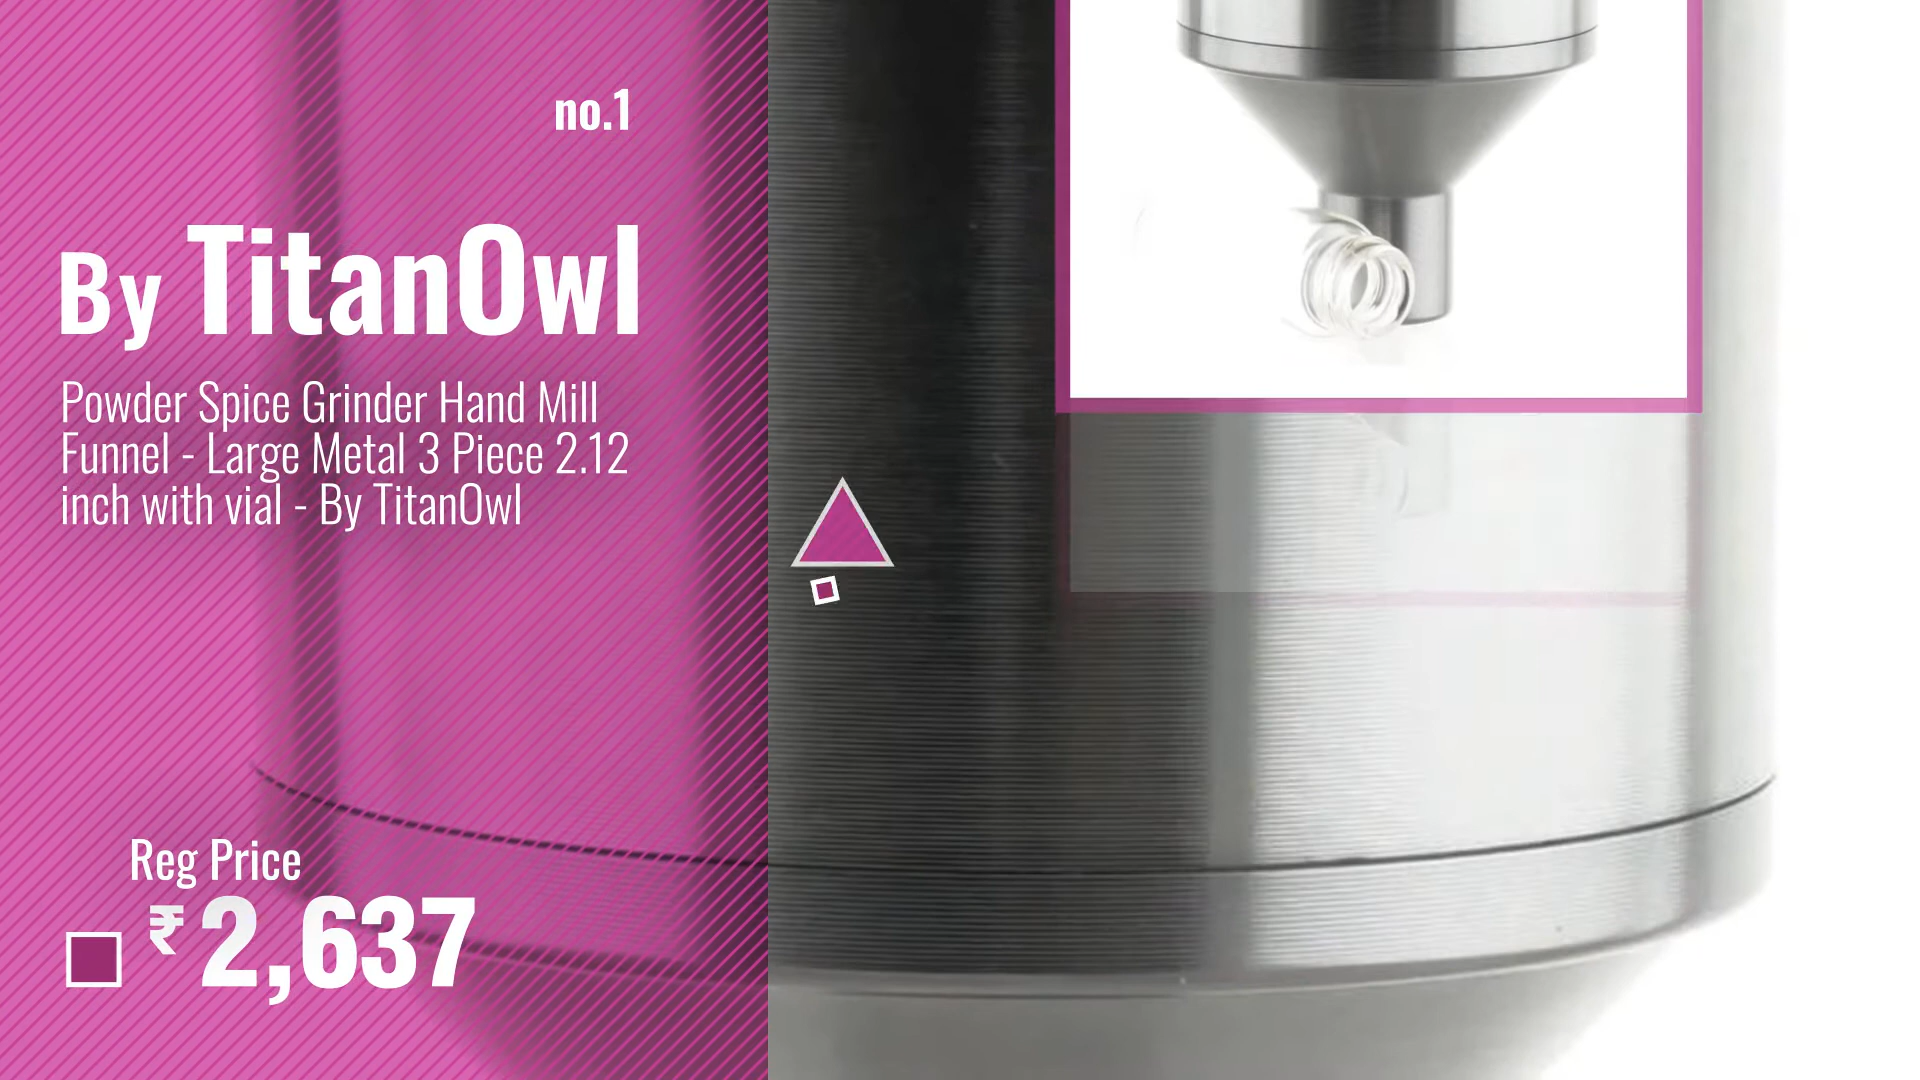 no.1
By TitanOwl
Powder Spice Grinder Hand Mill
Funnel - Large Metal 3 Piece 2.12
inch with vial - By TitanOwl
Reg Price
₹2,637